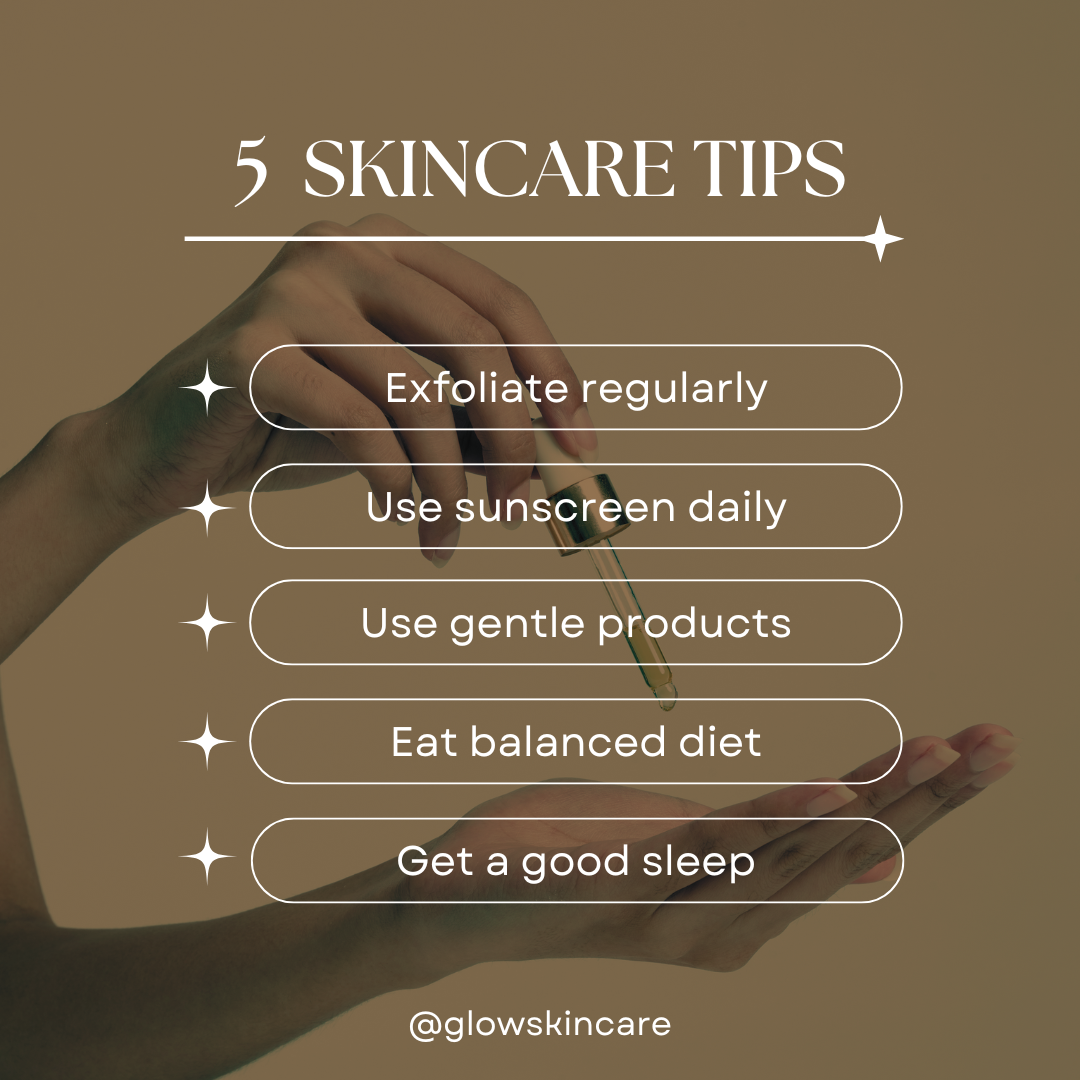 5 SKINCARE TIPS
Exfoliate regularly
Use sunscreen daily
Use gentle products
Eat balanced diet
Get a good sleep
@glowskincare